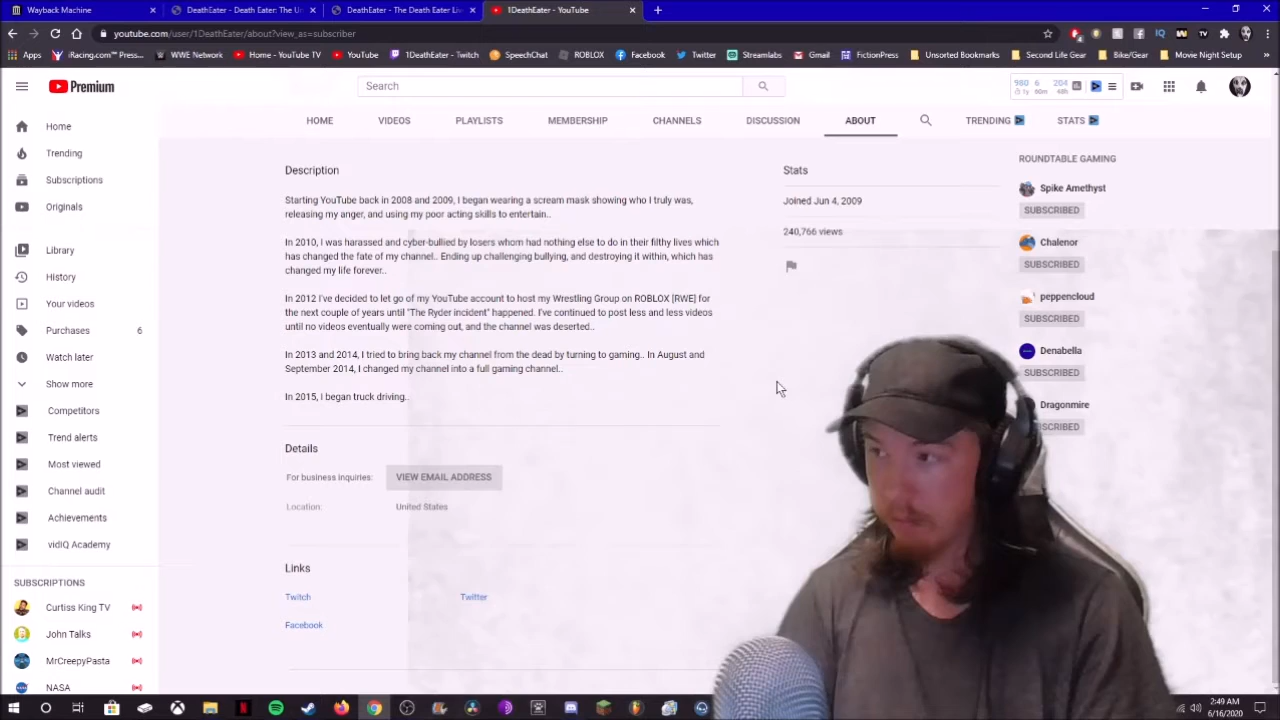 Wayback Machine
DeathEater - Death Eater: The Un
DeathEater - The Death Eater Liv
1DeathEater - YouTube
youtube.com/user/1DeathEater/about?view_as=subscriber
Apps
iRacing.com™ Press...
WWE Network
Home - YouTube TV
YouTube
1DeathEater - Twitch
SpeechChat
ROBLOX
Facebook
Twitter
Streamlabs
Gmail
FictionPress
Unsorted Bookmarks
Second Life Gear
Bike/Gear
Movie Night Setup
»
Premium
Search
980 6 204
1y 60m 48h
HOME
VIDEOS
PLAYLISTS
MEMBERSHIP
CHANNELS
DISCUSSION
ABOUT
TRENDING
STATS
Home
Trending
Subscriptions
Originals
Library
History
Your videos
Purchases 6
Watch later
Show more
Competitors
Trend alerts
Most viewed
Channel audit
Achievements
vidIQ Academy
SUBSCRIPTIONS
Curtiss King TV
John Talks
MrCreepyPasta
NASA
Description
Starting YouTube back in 2008 and 2009, I began wearing a scream mask showing who I truly was,
releasing my anger, and using my poor acting skills to entertain..
In 2010, I was harassed and cyber-bullied by losers whom had nothing else to do in their filthy lives which
has changed the fate of my channel.. Ending up challenging bullying, and destroying it within, which has
changed my life forever..
In 2012 I've decided to let go of my YouTube account to host my Wrestling Group on ROBLOX [RWE] for
the next couple of years until "The Ryder incident" happened. I've continued to post less and less videos
until no videos eventually were coming out, and the channel was deserted..
In 2013 and 2014, I tried to bring back my channel from the dead by turning to gaming.. In August and
September 2014, I changed my channel into a full gaming channel..
In 2015, I began truck driving..
Details
For business inquiries: VIEW EMAIL ADDRESS
Location: United States
Links
Twitch
Twitter
Facebook
Stats
Joined Jun 4, 2009
240,766 views
ROUNDTABLE GAMING
Spike Amethyst
SUBSCRIBED
Chalenor
SUBSCRIBED
peppencloud
SUBSCRIBED
Denabella
SUBSCRIBED
Dragonmire
SCRIBED
2:49 AM
6/16/2020